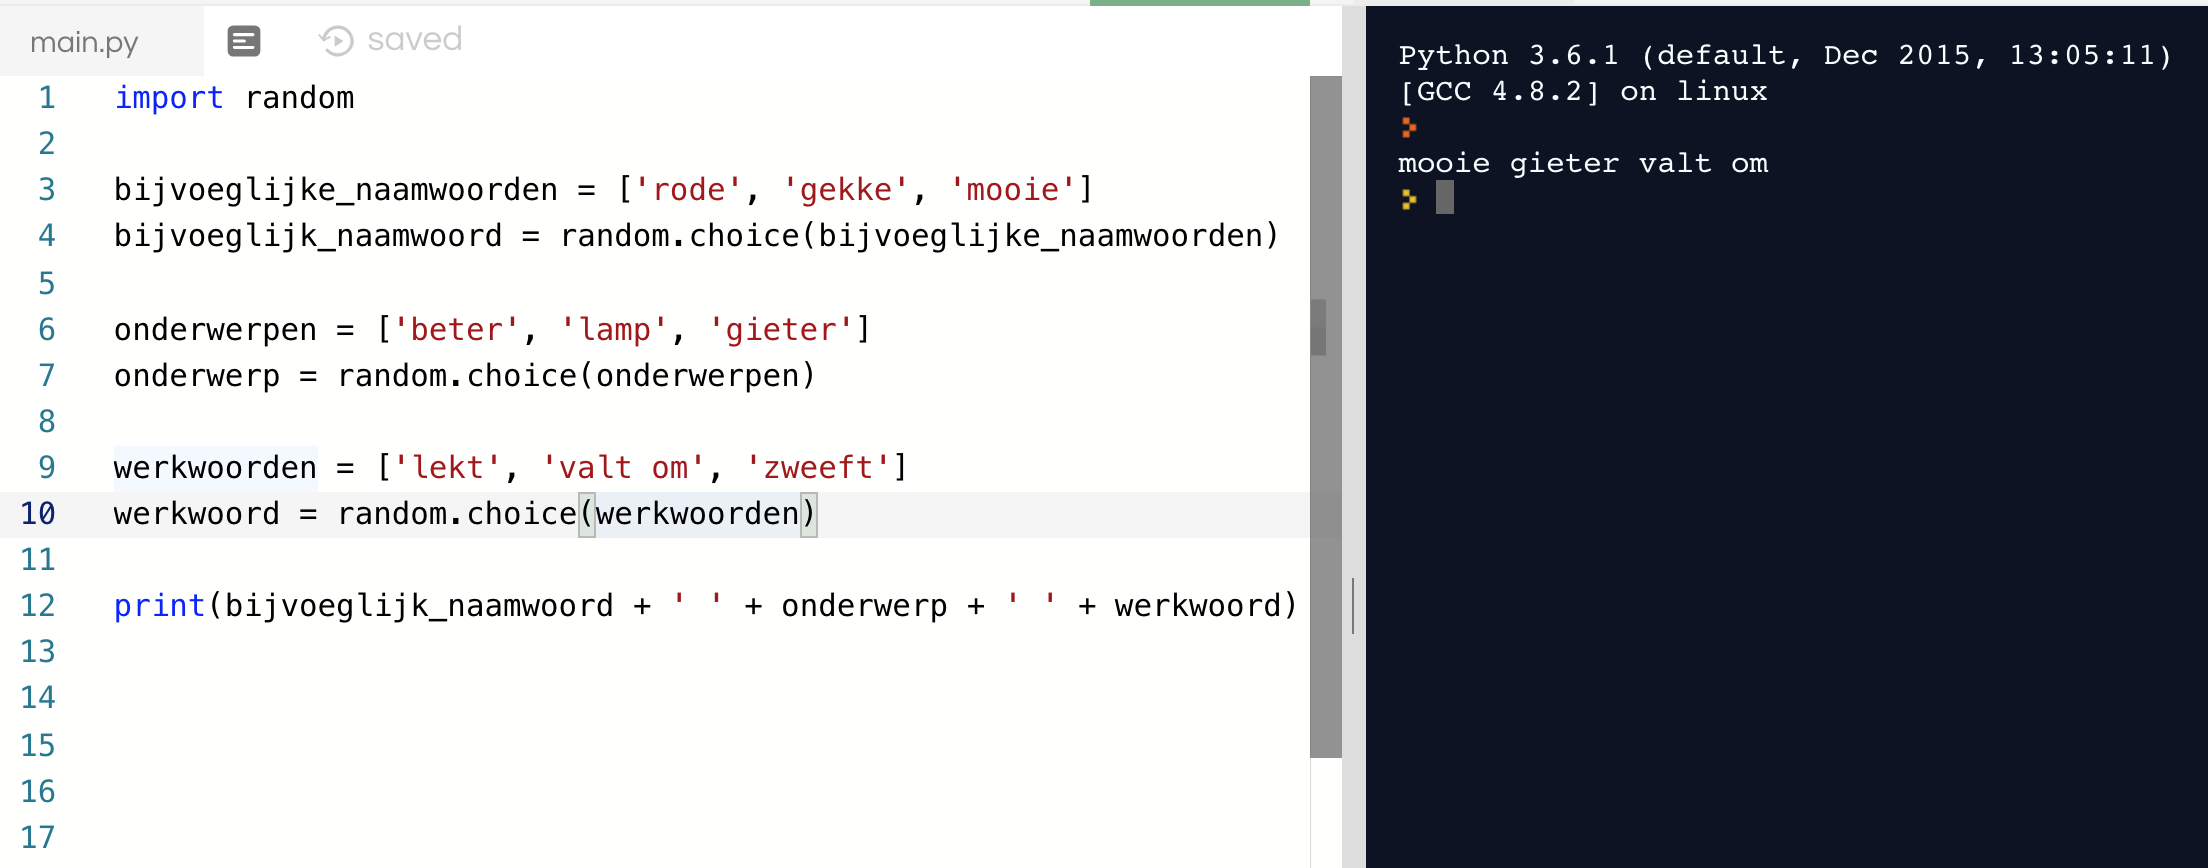 main.py saved
1 import random
2
3 bijvoeglijke_naamwoorden = ['rode', 'gekke', 'mooie']
4 bijvoeglijk_naamwoord = random.choice(bijvoeglijke_naamwoorden)
5
6 onderwerpen = ['beter', 'lamp', 'gieter']
7 onderwerp = random.choice(onderwerpen)
8
9 werkwoorden = ['lekt', 'valt om', 'zweeft']
10 werkwoord = random.choice(werkwoorden)
11
12 print(bijvoeglijk_naamwoord + ' ' + onderwerp + ' ' + werkwoord)
13
14
15
16
17
Python 3.6.1 (default, Dec 2015, 13:05:11)
[GCC 4.8.2] on linux
>
mooie gieter valt om
>